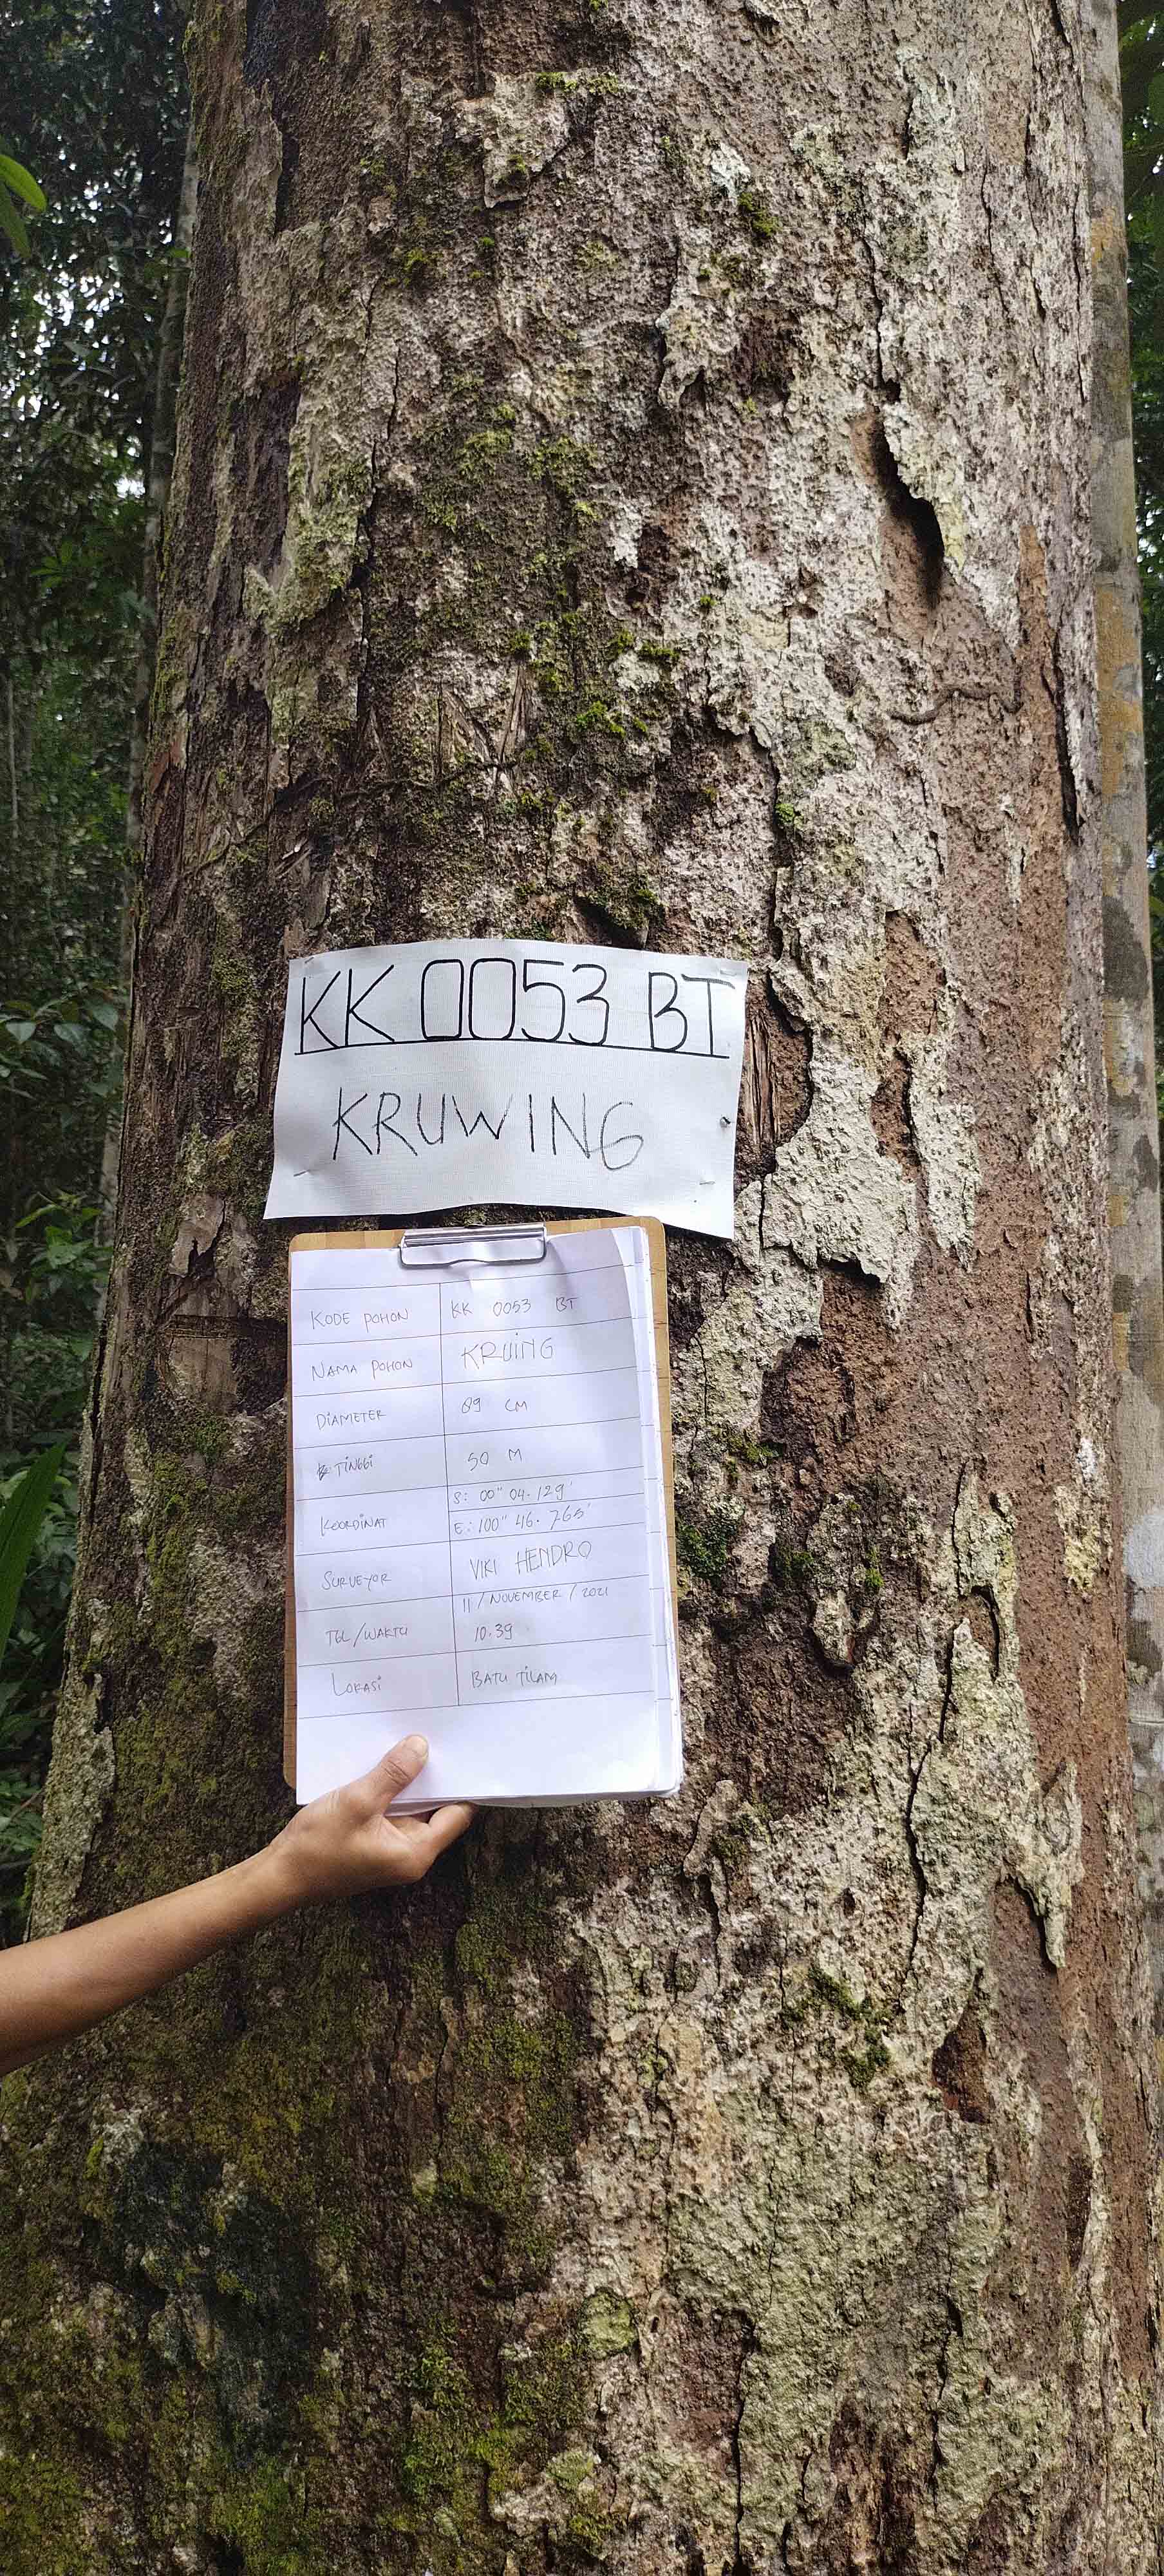 KK 0053 BT
KRUWING
KODE POHON KK 0053 BT
NAMA POHON KRUING
DIAMETER 89 CM
TINGGI 50 M
KOORDINAT S: 00" 04. 129'
E: 100" 46. 765'
SURVEYOR VIKI HENDRO
11 / NOVEMBER / 2021
TGL/WAKTU 10.39
LOKASI BATU TILAM